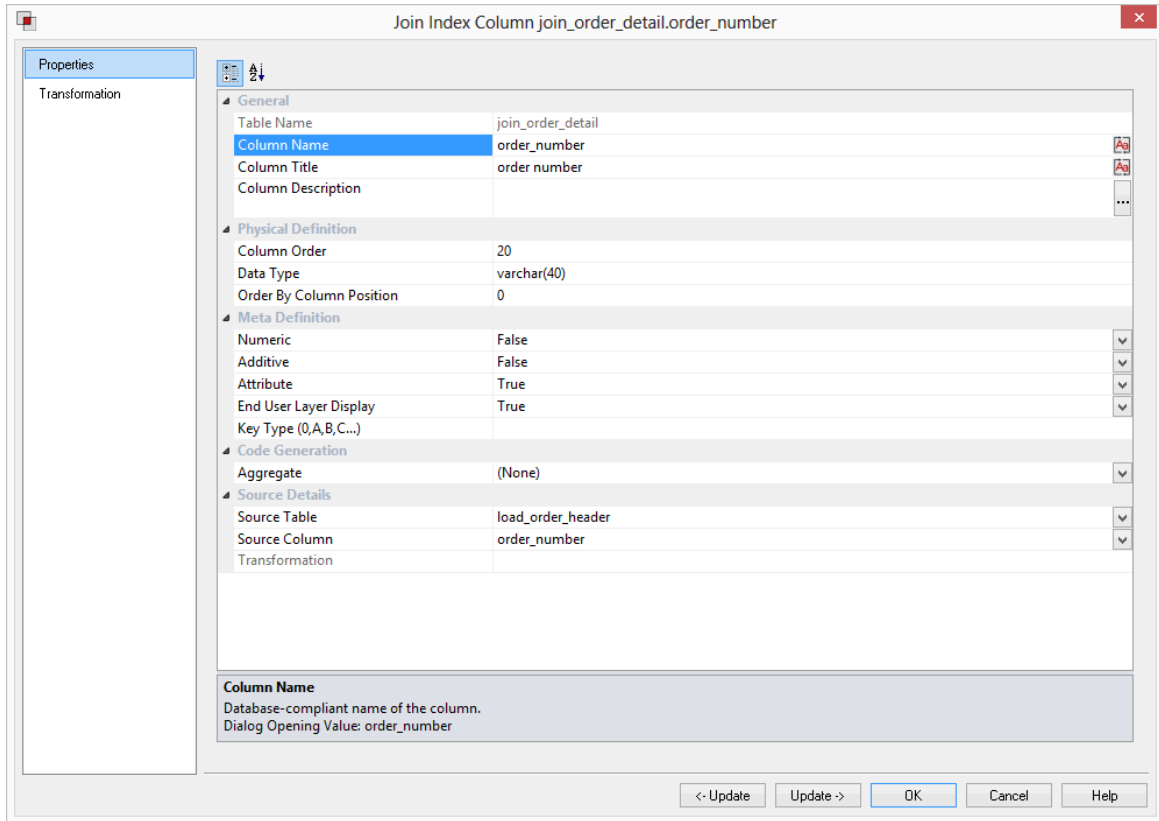 Join Index Column join_order_detail.order_number
Properties
Transformation
General
Table Name join_order_detail
Column Name order_number
Column Title order number
Column Description
...
Physical Definition
Column Order 20
Data Type varchar(40)
Order By Column Position 0
Meta Definition
Numeric False
Additive False
Attribute True
End User Layer Display True
Key Type (0,A,B,C...)
Code Generation
Aggregate (None)
Source Details
Source Table load_order_header
Source Column order_number
Transformation
Column Name
Database-compliant name of the column.
Dialog Opening Value: order_number
<- Update Update -> OK Cancel Help